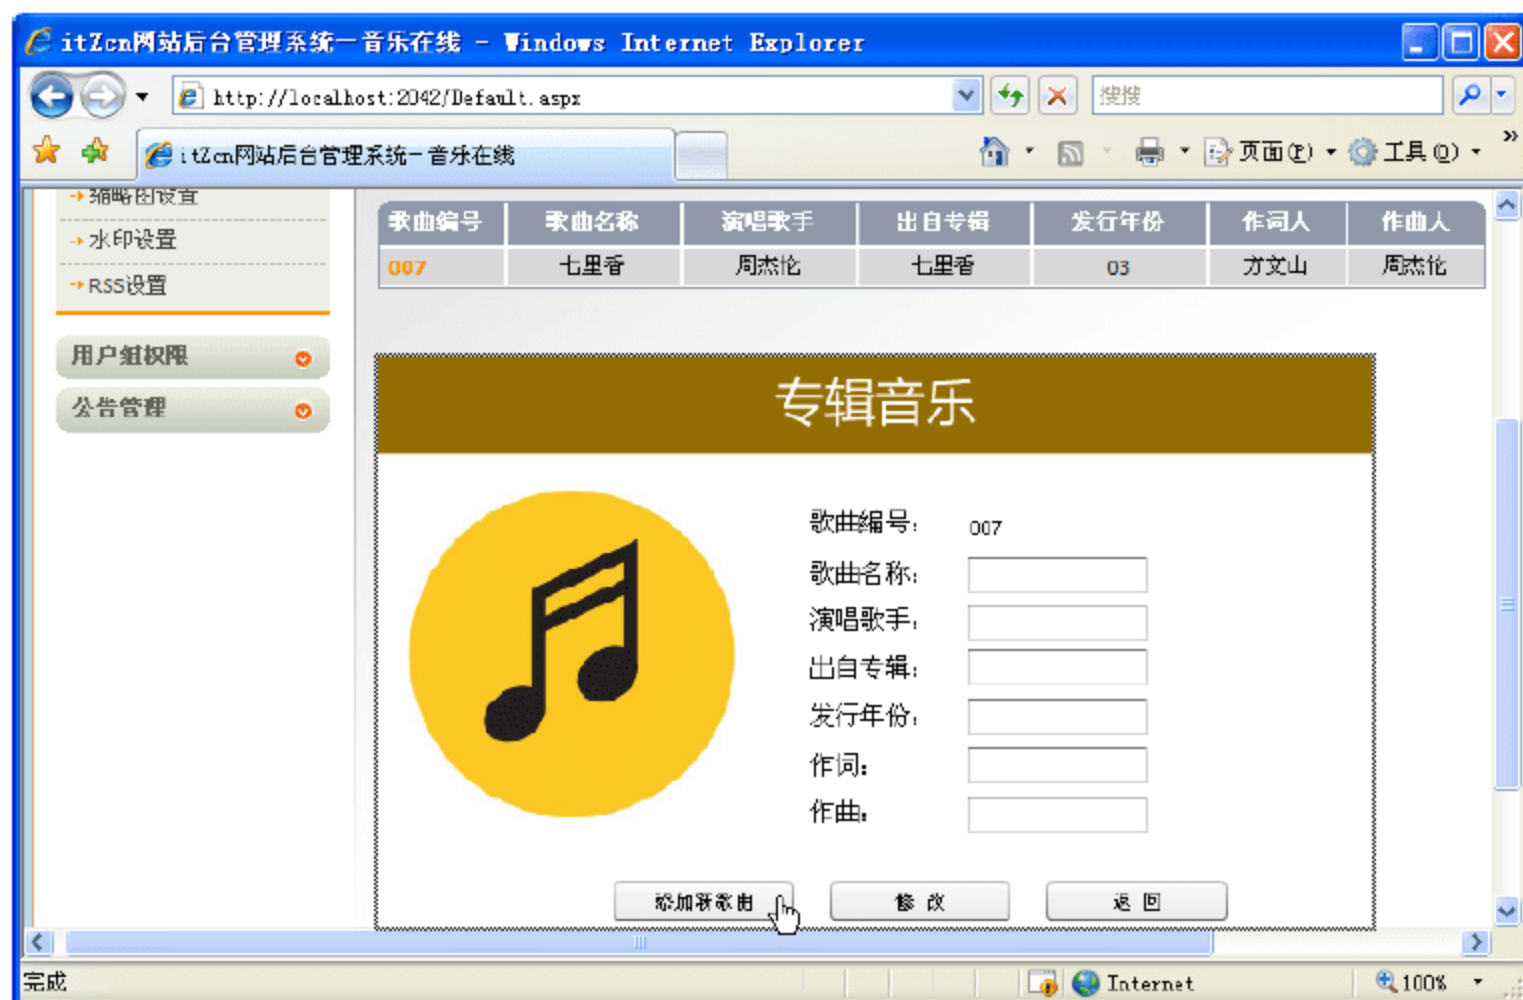 itZcn网站后台管理系统—音乐在线 - Windows Internet Explorer
http://localhost:2042/Default.aspx
搜搜
itZcn网站后台管理系统—音乐在线
页面(P)
工具(O)
缩略图设置
水印设置
RSS设置
用户组权限
公告管理
歌曲编号 歌曲名称 演唱歌手 出自专辑 发行年份 作词人 作曲人
007 七里香 周杰伦 七里香 03 方文山 周杰伦
专辑音乐
歌曲编号： 007
歌曲名称：
演唱歌手：
出自专辑：
发行年份：
作词：
作曲：
添加新歌曲 修 改 返 回
完成 Internet 100%